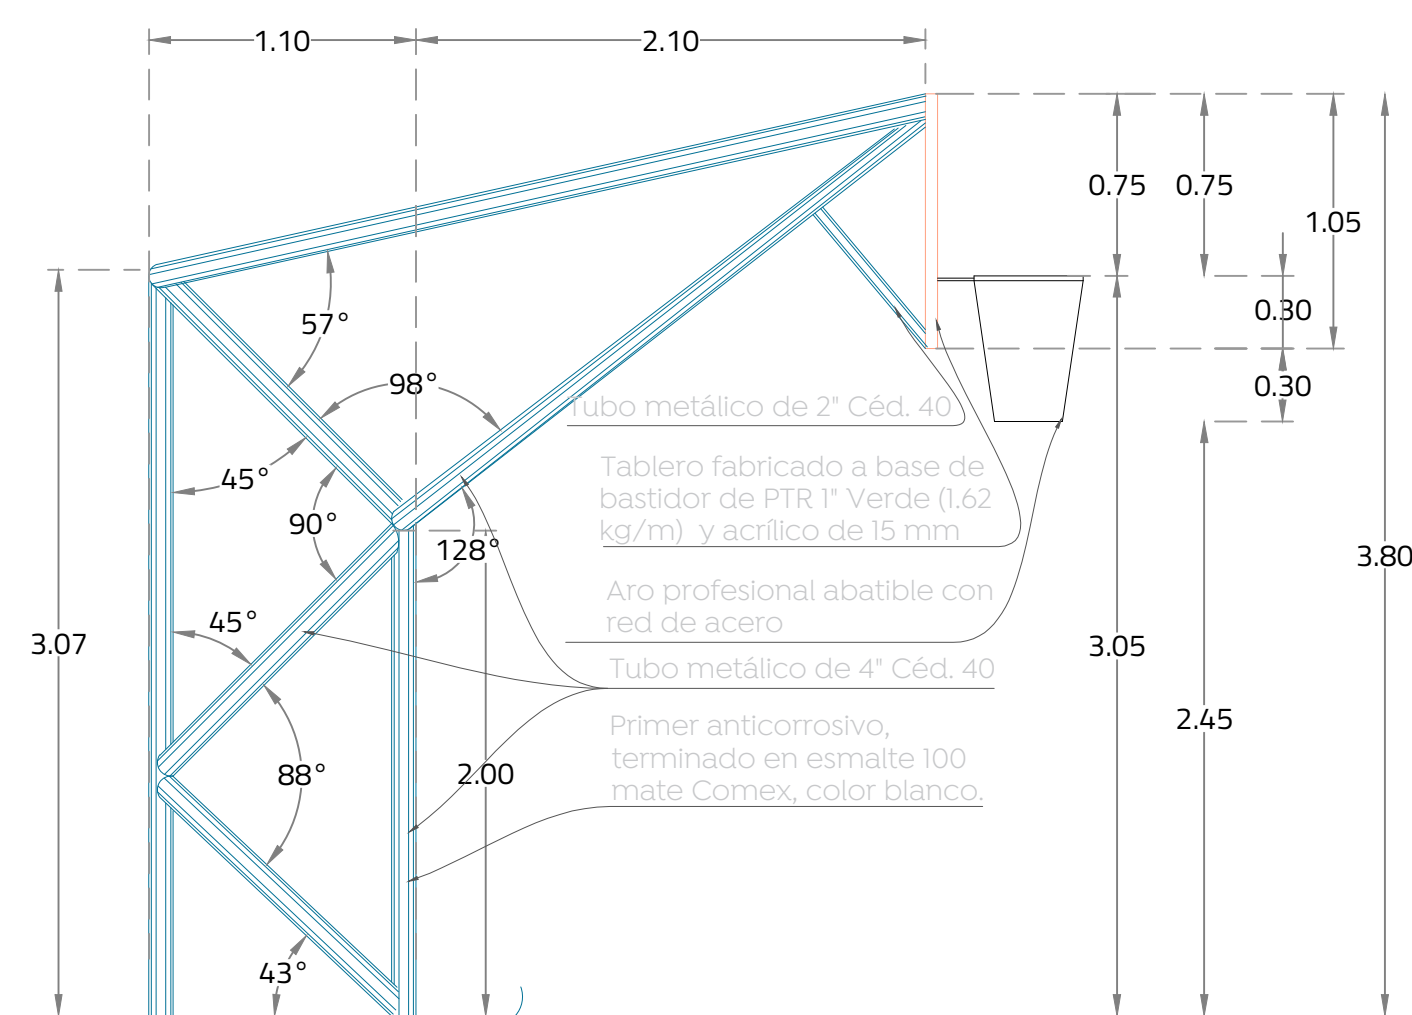 1.10
2.10
0.75
0.75
1.05
0.30
57°
98°
0.30
Tubo metálico de 2" Céd. 40
45°
Tablero fabricado a base de
bastidor de PTR 1" Verde (1.62
kg/m)  y acrílico de 15 mm
90°
128°
3.80
Aro profesional abatible con
red de acero
45°
3.07
3.05
Tubo metálico de 4" Céd. 40
2.45
Primer anticorrosivo,
terminado en esmalte 100
mate Comex, color blanco.
88°
2.00
43°